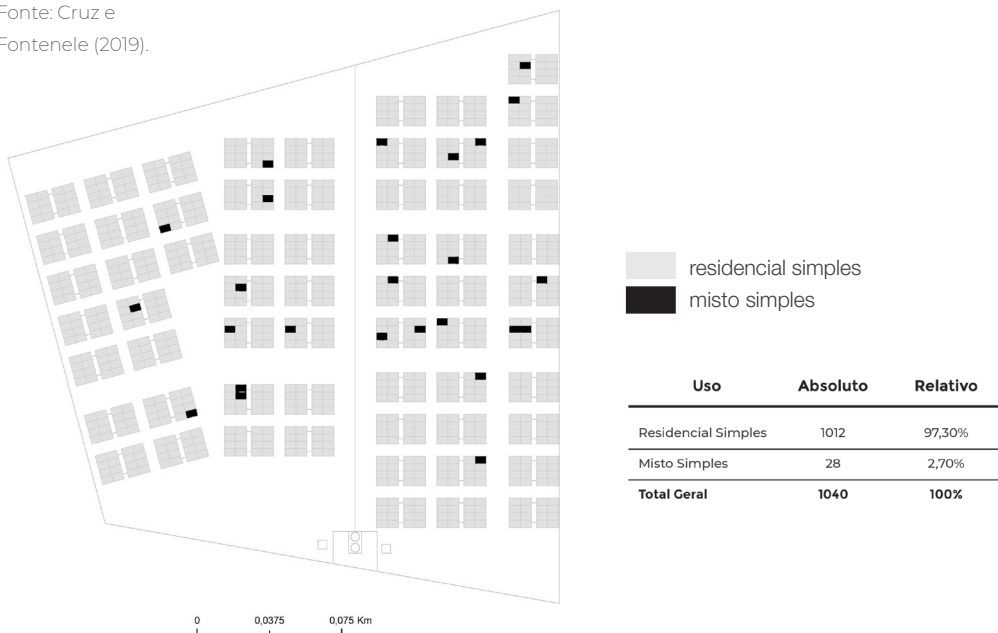 Fonte: Cruz e
Fontenele (2019).
residencial simples
misto simples
Uso Absoluto Relativo
Residencial Simples 1012 97,30%
Misto Simples 28 2,70%
Total Geral 1040 100%
0 0,0375 0,075 Km